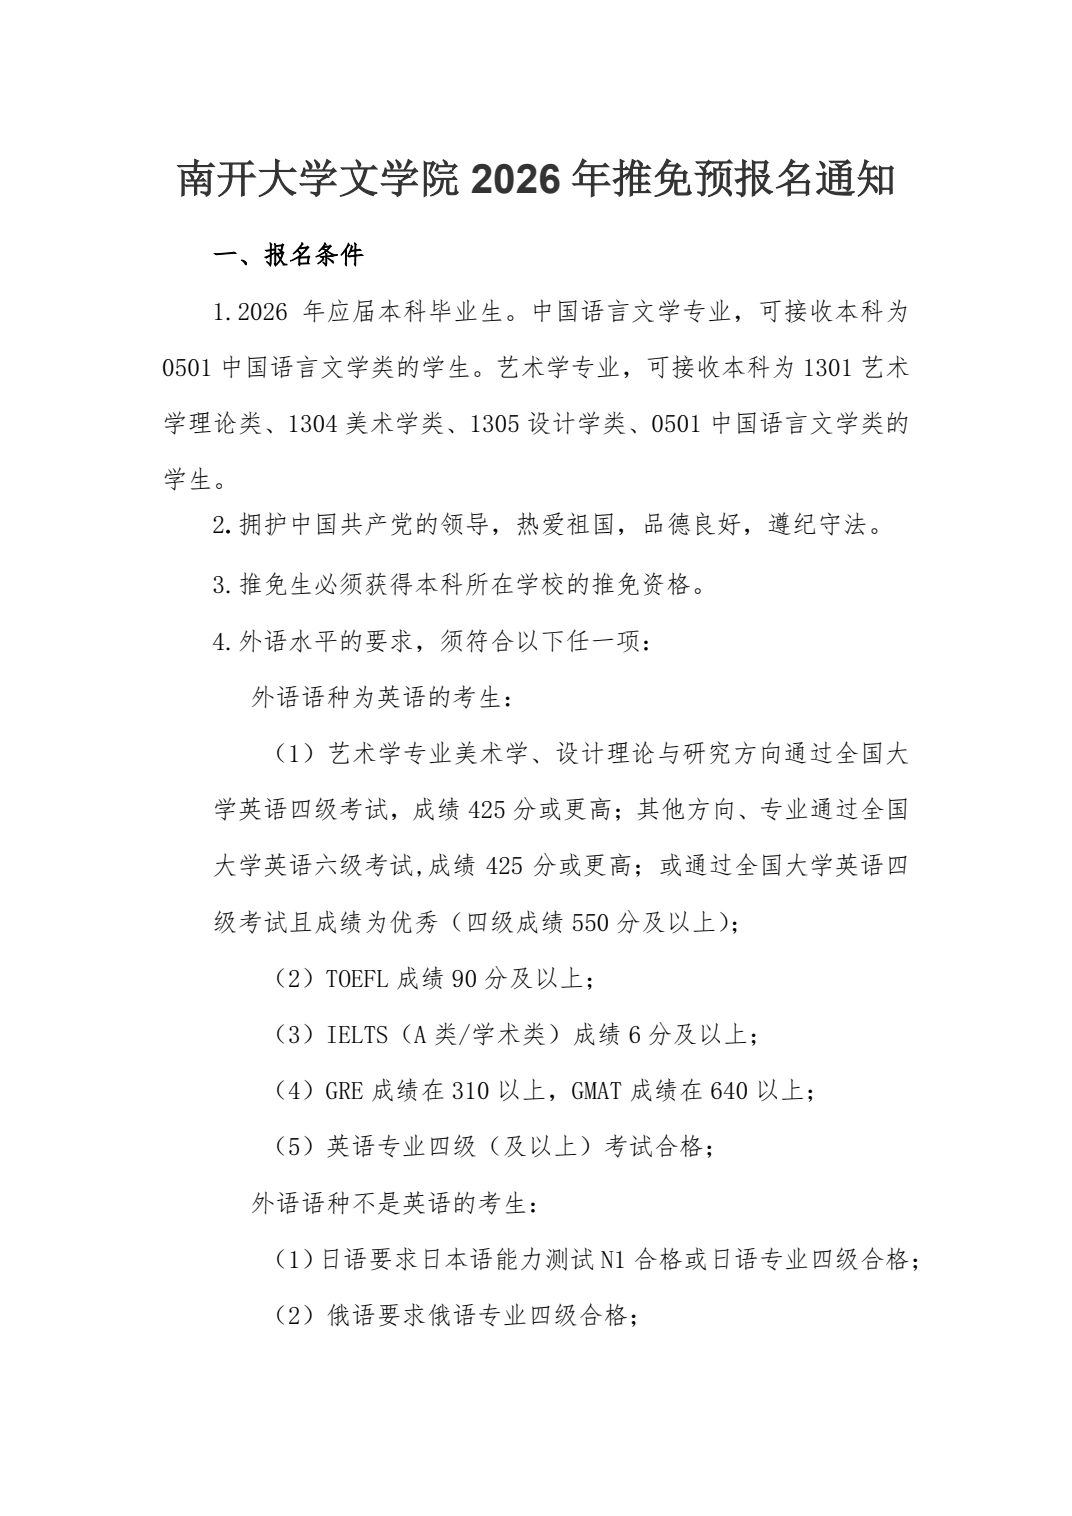 南开大学文学院 2026 年推免预报名通知
一、报名条件
1.2026 年应届本科毕业生。中国语言文学专业，可接收本科为
0501 中国语言文学类的学生。艺术学专业，可接收本科为 1301 艺术
学理论类、1304 美术学类、1305 设计学类、0501 中国语言文学类的
学生。
2.拥护中国共产党的领导，热爱祖国，品德良好，遵纪守法。
3.推免生必须获得本科所在学校的推免资格。
4.外语水平的要求，须符合以下任一项：
外语语种为英语的考生：
（1）艺术学专业美术学、设计理论与研究方向通过全国大
学英语四级考试，成绩 425 分或更高；其他方向、专业通过全国
大学英语六级考试,成绩 425 分或更高；或通过全国大学英语四
级考试且成绩为优秀（四级成绩 550 分及以上）；
（2）TOEFL 成绩 90 分及以上；
（3）IELTS（A 类/学术类）成绩 6 分及以上；
（4）GRE 成绩在 310 以上，GMAT 成绩在 640 以上；
（5）英语专业四级（及以上）考试合格；
外语语种不是英语的考生：
（1）日语要求日本语能力测试 N1 合格或日语专业四级合格；
（2）俄语要求俄语专业四级合格；